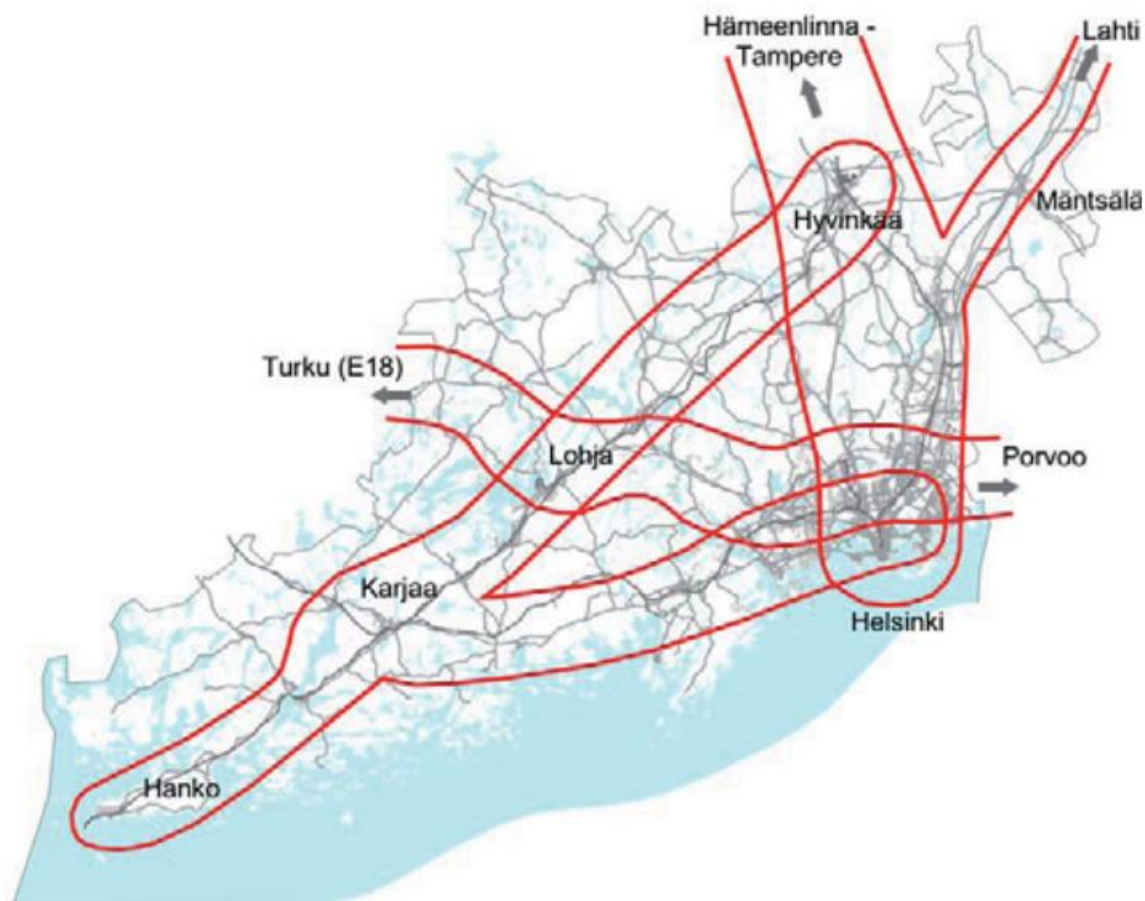 Hämeenlinna -
Tampere
Lahti
Mäntsälä
Hyvinkää
Turku (E18)
Lohja
Porvoo
Karjaa
Helsinki
Hanko